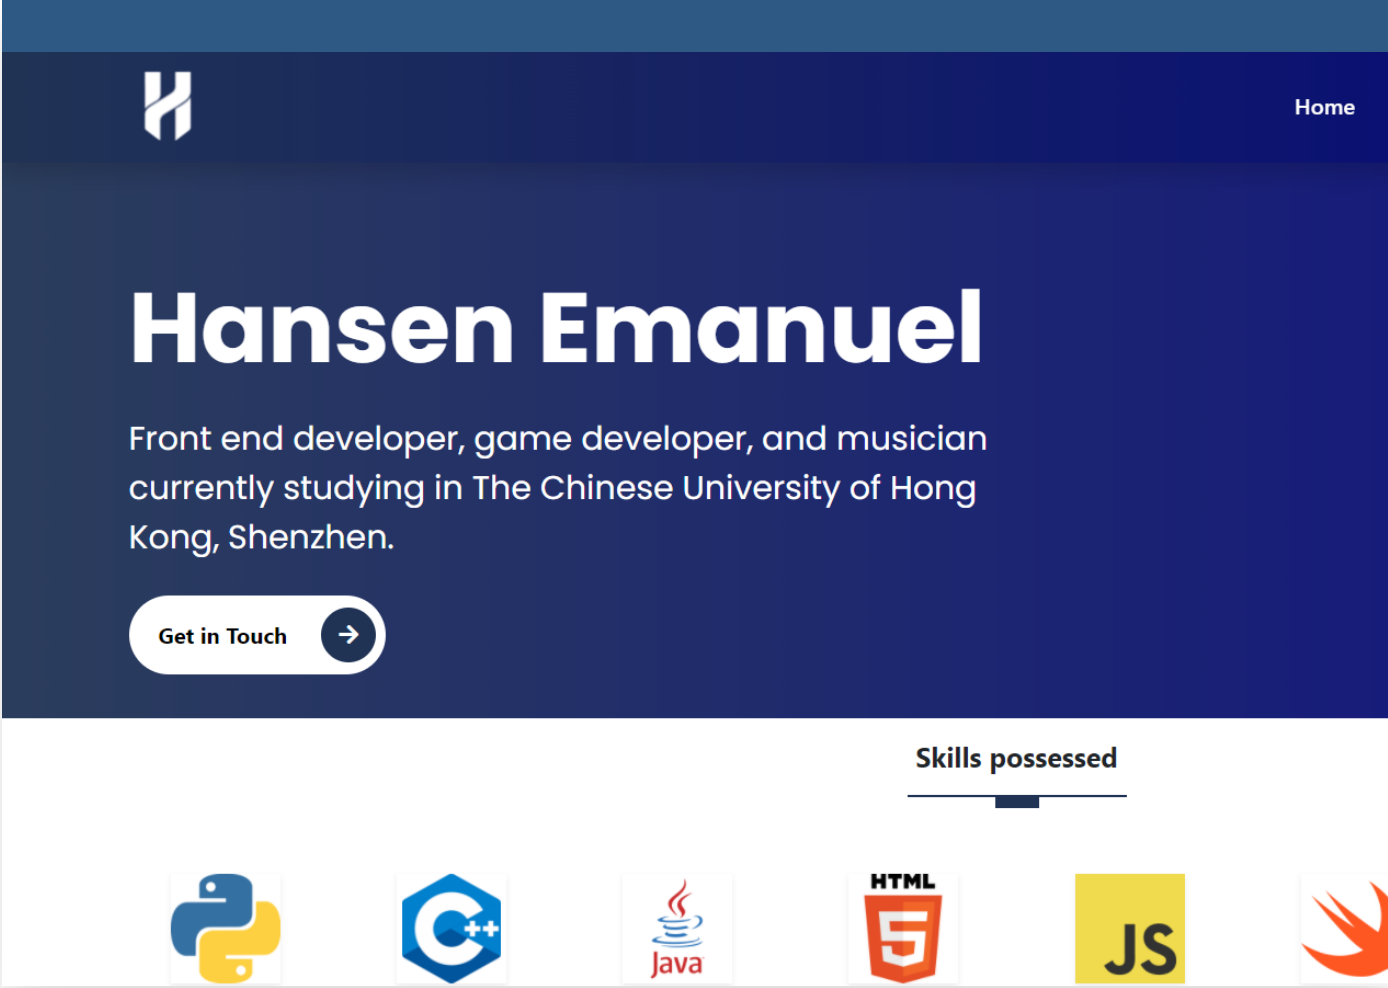 H
Home
Hansen Emanuel
Front end developer, game developer, and musician
currently studying in The Chinese University of Hong
Kong, Shenzhen.
Get in Touch
Skills possessed
C++
Java
HTML
5
JS